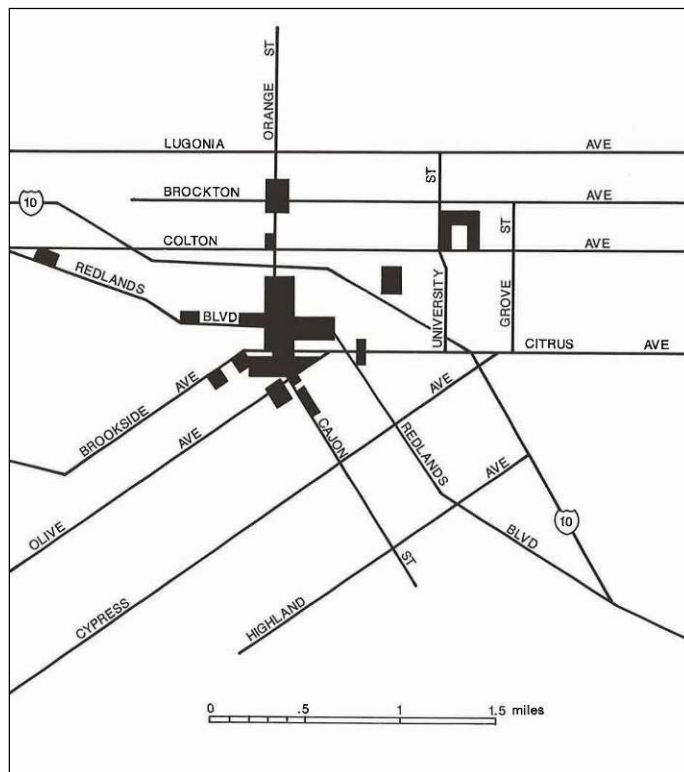 ORANGE ST
LUGONIA AVE
BROCKTON ST AVE
10
COLTON ST AVE
REDLANDS
BLVD
UNIVERSITY
GROVE
CITRUS AVE
BROOKSIDE AVE
AVE
CAJON
REDLANDS
AVE
OLIVE
AVE
10
BLVD
CYPRESS
HIGHLAND
ST
0 .5 1 1.5 miles